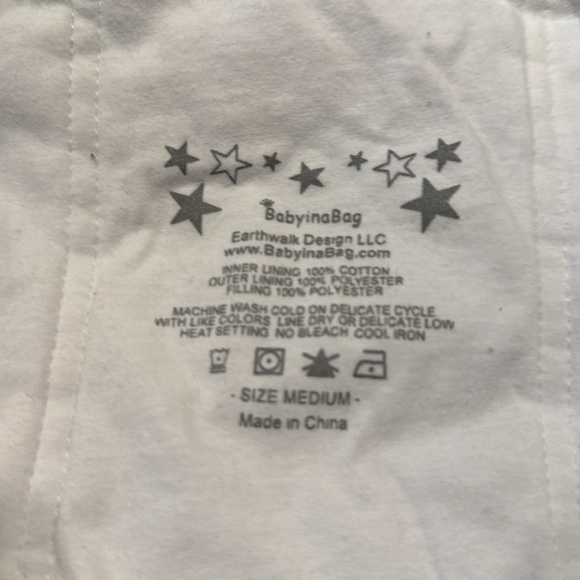 BabyinaBag
Earthwalk Design LLC
www.BabyinaBag.com
INNER LINING 100% COTTON
OUTER LINING 100% POLYESTER
FILLING 100% POLYESTER
MACHINE WASH COLD ON DELICATE CYCLE
WITH LIKE COLORS LINE DRY OR DELICATE LOW
HEAT SETTING NO BLEACH COOL IRON
- SIZE MEDIUM -
Made in China